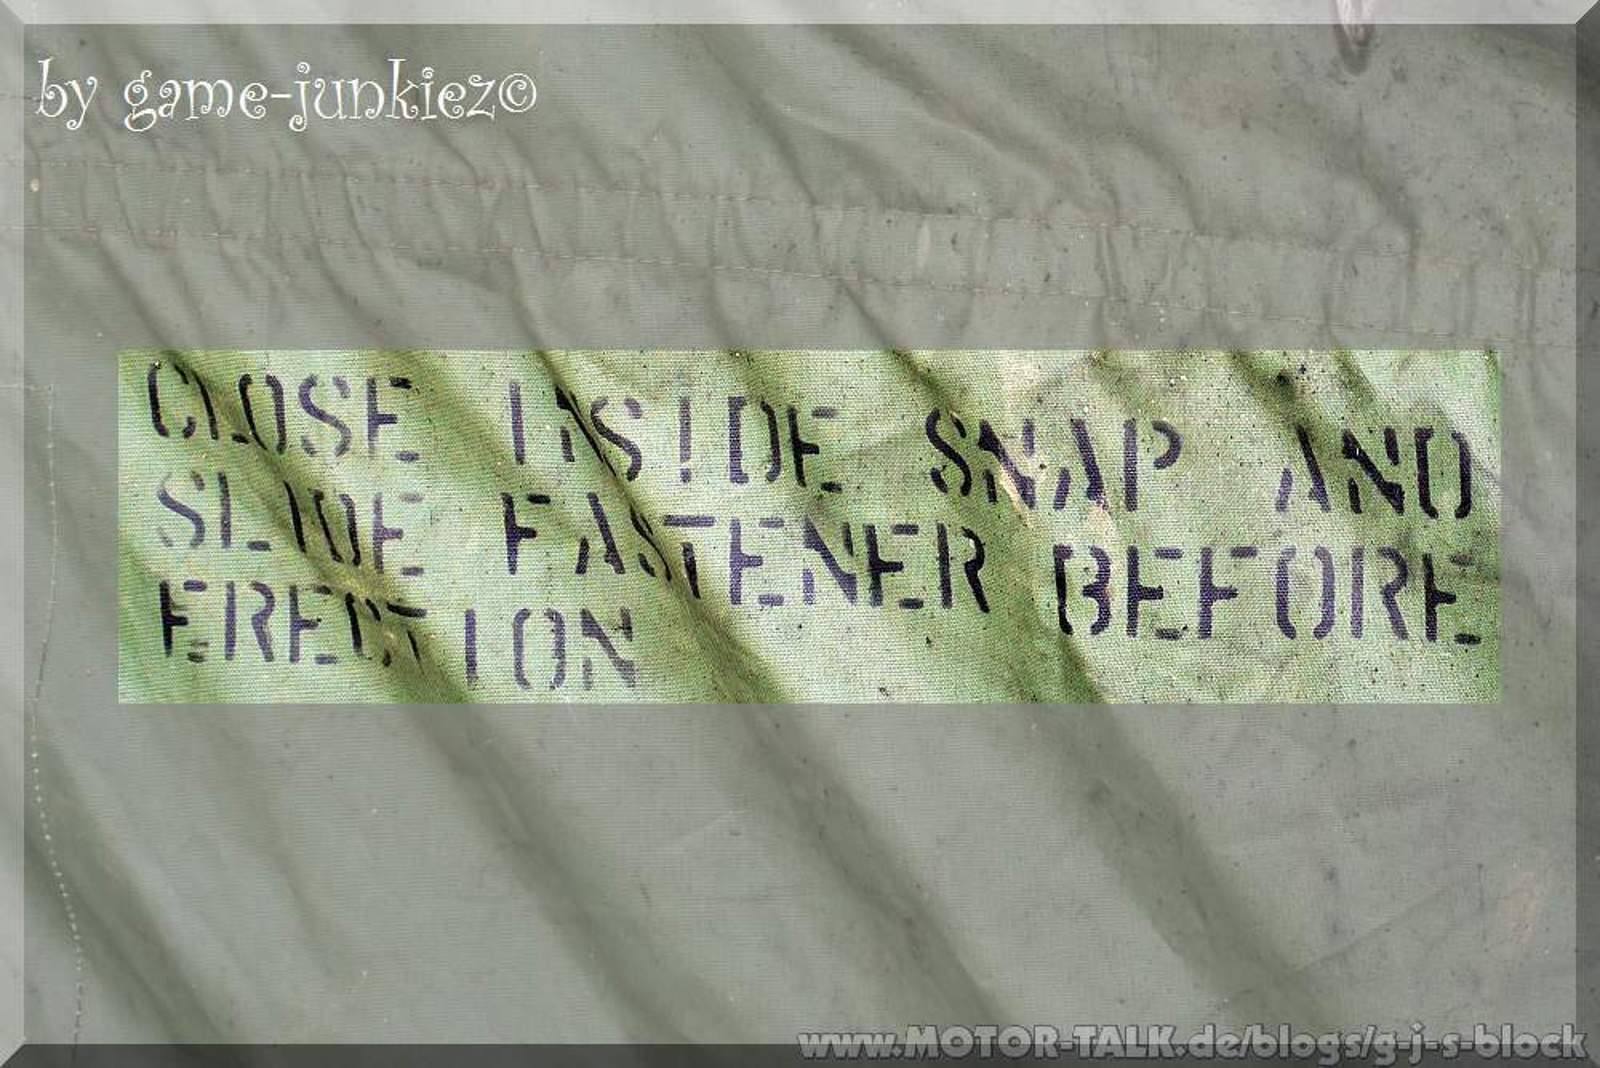 by game-junkiez©
CLOSE INSIDE SNAP AND
SLIDE FASTENER BEFORE
ERECTION
www.MOTOR-TALK.de/blogs/g-j-s-block